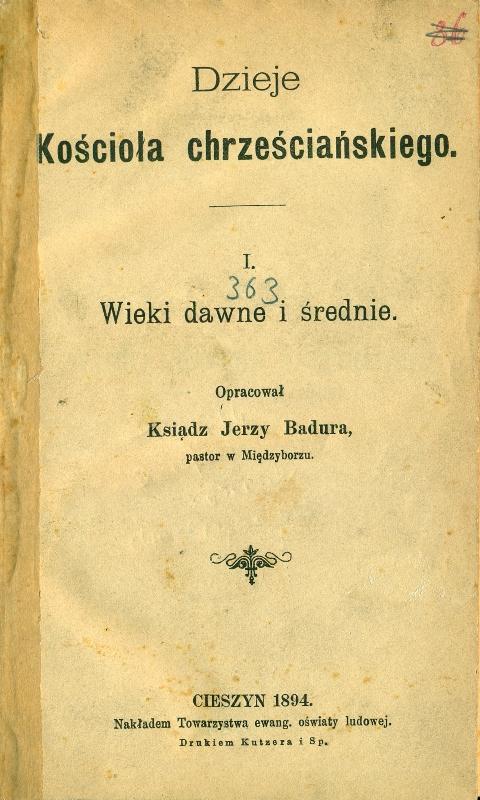 36
Dzieje
Kościoła chrześciańskiego.
I.
363
Wieki dawne i średnie.
Opracował
Ksiądz Jerzy Badura,
pastor w Międzyborzu.
CIESZYN 1894.
Nakładem Towarzystwa ewang. oświaty ludowej.
Drukiem Kutzera i Sp.